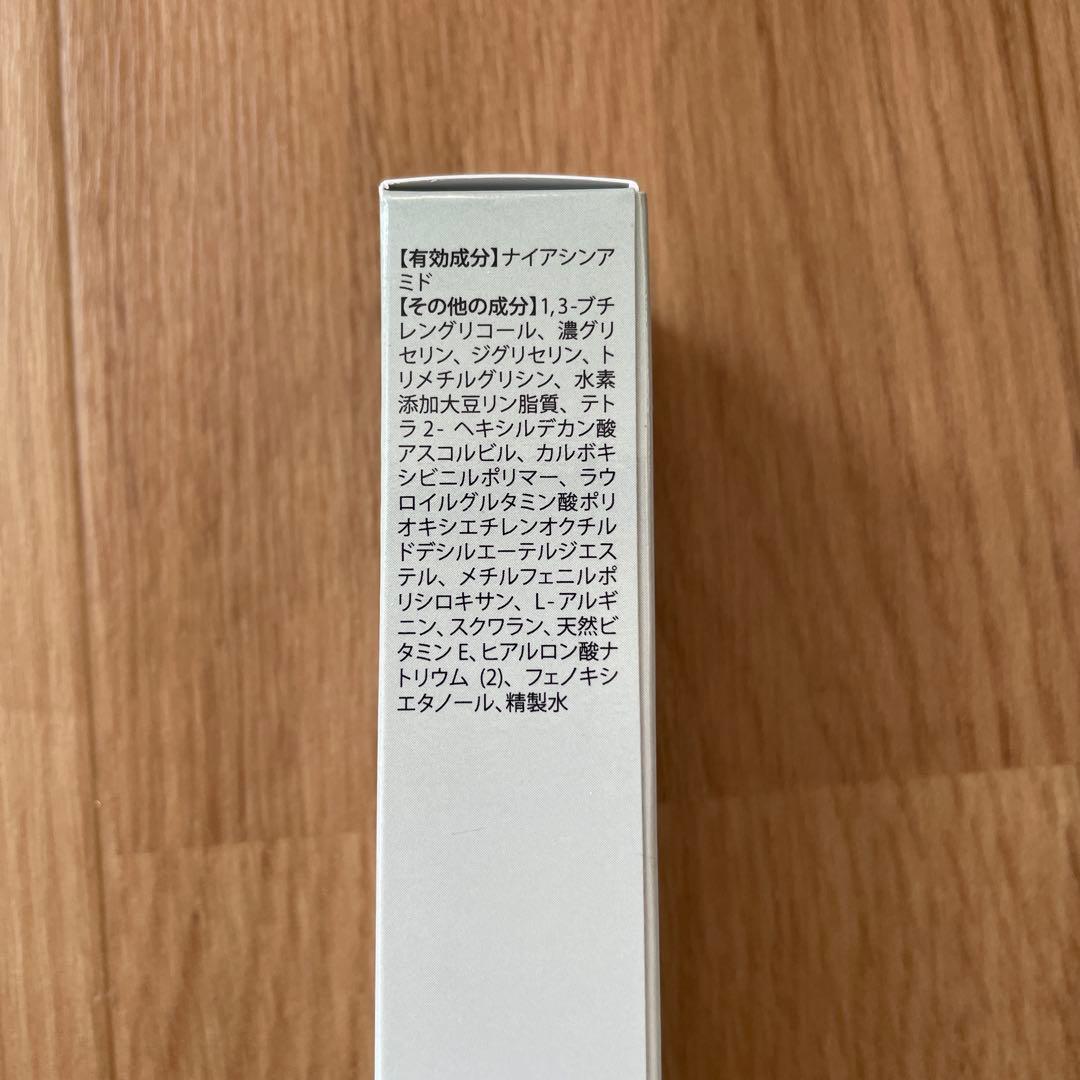 【有効成分】ナイアシンア
ミド
【その他の成分】1,3-ブチ
レングリコール、濃グリ
セリン、ジグリセリン、ト
リメチルグリシン、水素
添加大豆リン脂質、テト
ラ2-ヘキシルデカン酸
アスコルビル、カルボキ
シビニルポリマー、ラウ
ロイルグルタミン酸ポリ
オキシエチレンオクチル
ドデシルエーテルジエス
テル、メチルフェニルポ
リシロキサン、L-アルギ
ニン、スクワラン、天然ビ
タミンE、ヒアルロン酸ナ
トリウム(2)、フェノキシ
エタノール、精製水